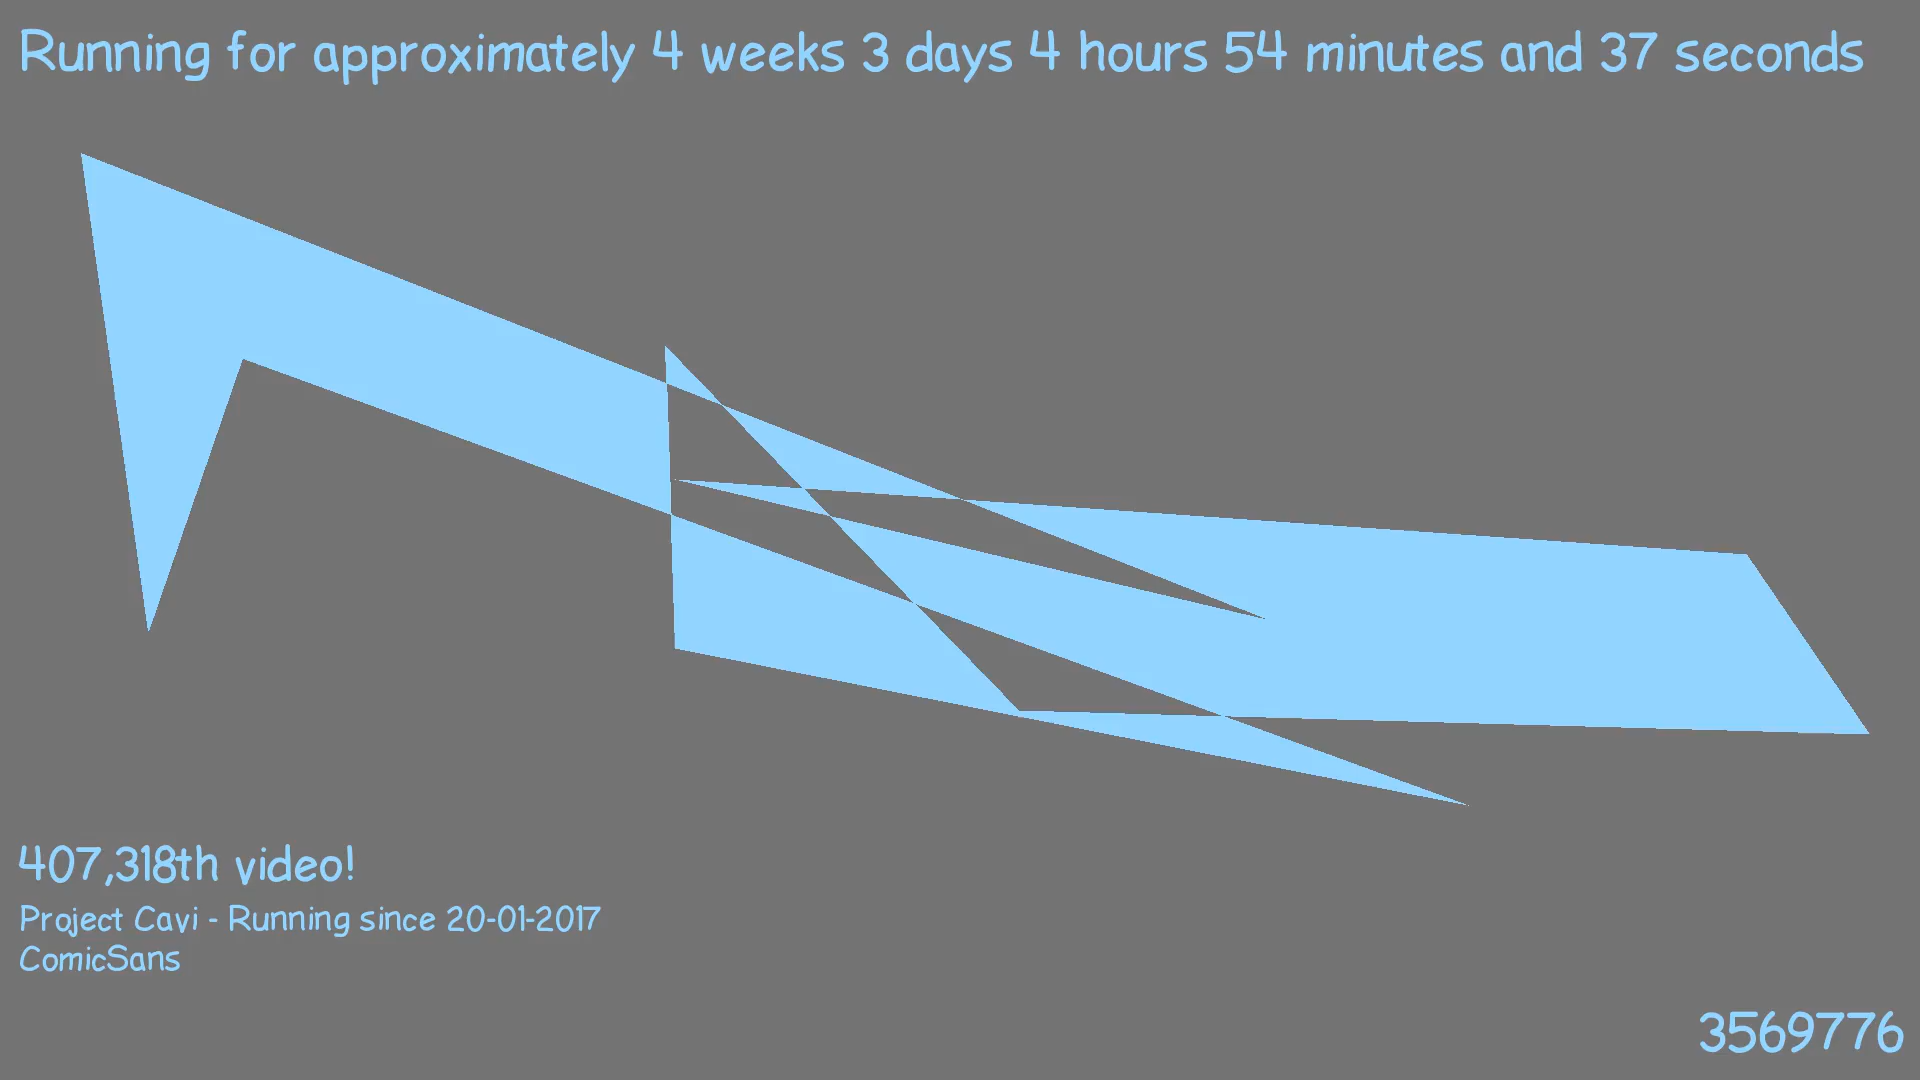 Running for approximately 4 weeks 3 days 4 hours 54 minutes and 37 seconds
407,318th video!
Project Cavi - Running since 20-01-2017
ComicSans
3569776